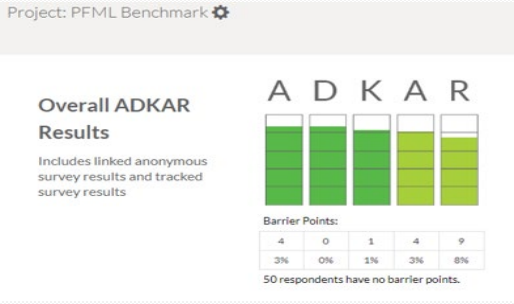 Project: PFML Benchmark
Overall ADKAR
Results
Includes linked anonymous
survey results and tracked
survey results
A D K A R
Barrier Points:
4 0 1 4 9
3% 0% 1% 3% 8%
50 respondents have no barrier points.